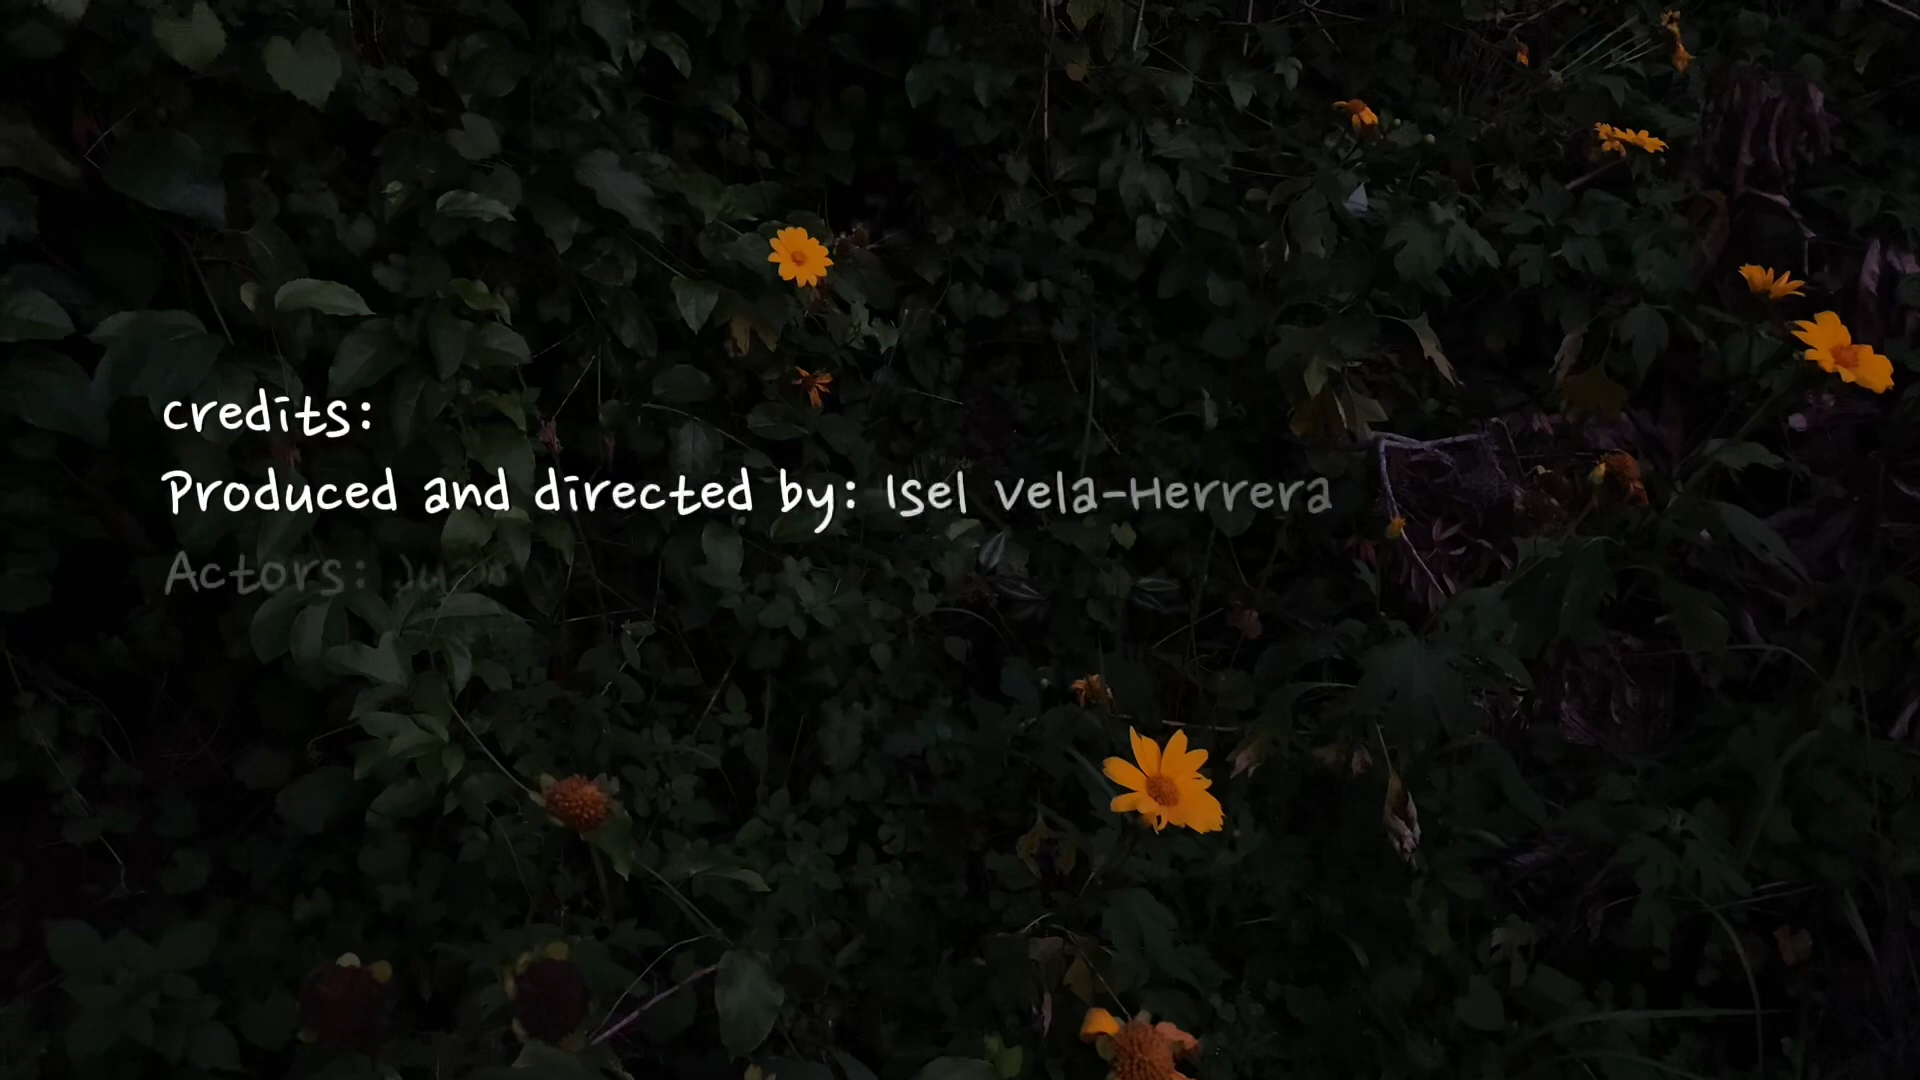 credits:
Produced and directed by: Isel Vela-Herrera
Actors: